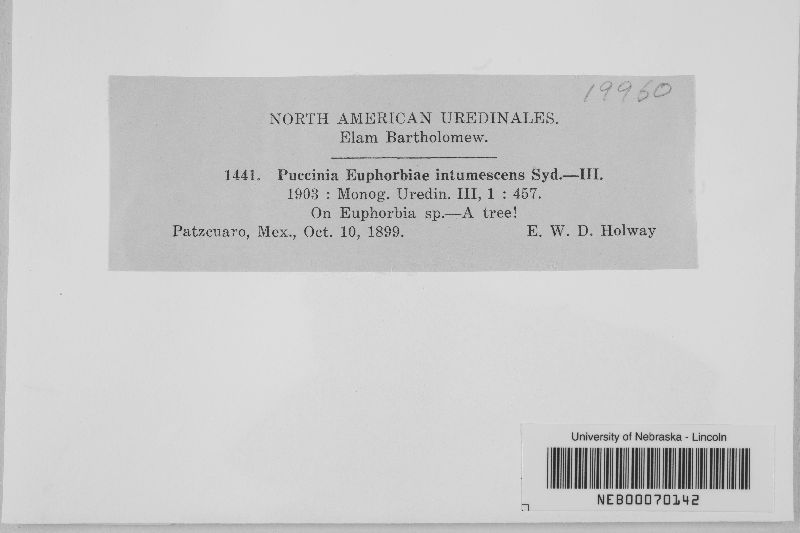 19960
NORTH AMERICAN UREDINALES.
Elam Bartholomew.
1441. Puccinia Euphorbiae intumescens Syd.—III.
1903 : Monog. Uredin. III, 1 : 457.
On Euphorbia sp.—A tree!
Patzcuaro, Mex., Oct. 10, 1899. E. W. D. Holway
University of Nebraska - Lincoln
NEB00070142